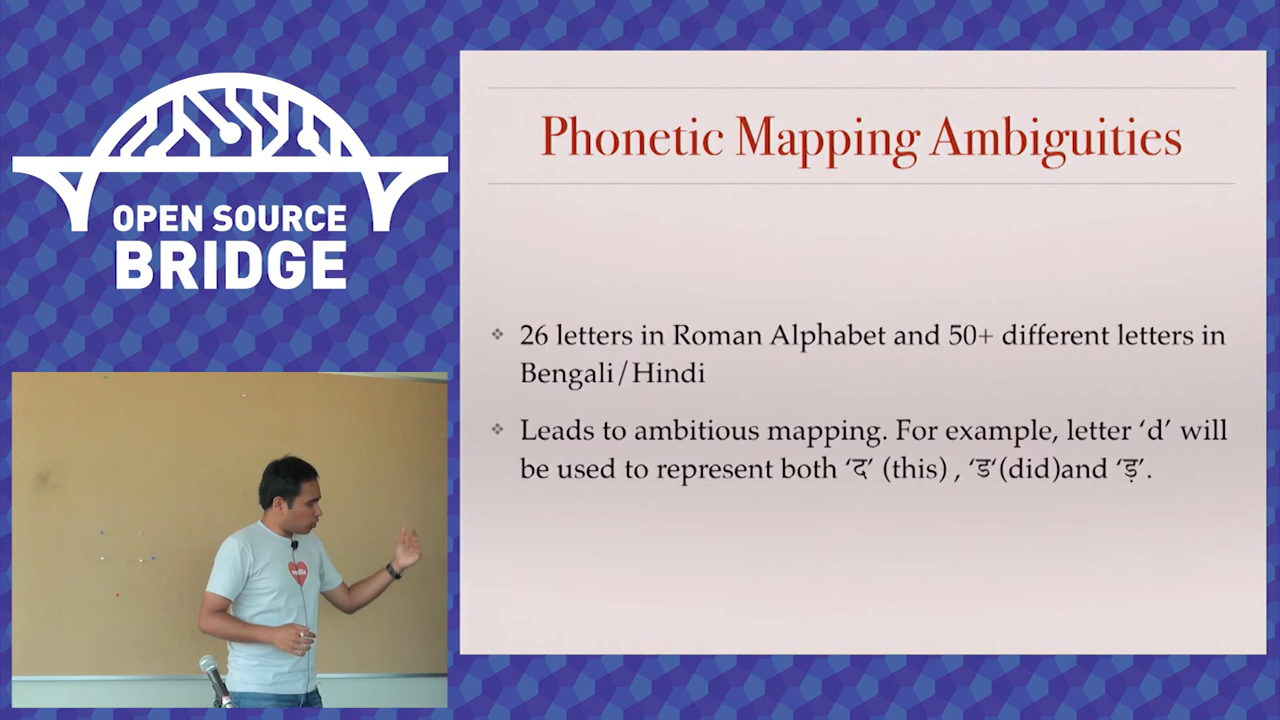 OPEN SOURCE
BRIDGE
Phonetic Mapping Ambiguities
❖ 26 letters in Roman Alphabet and 50+ different letters in
Bengali/Hindi
❖ Leads to ambitious mapping. For example, letter ‘d’ will
be used to represent both ‘द’ (this) , ‘ड‘(did)and ‘ड़’.